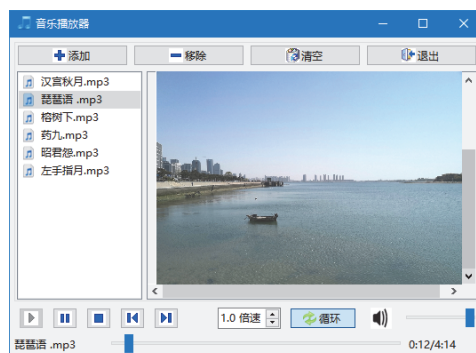 音乐播放器
添加
移除
清空
退出
汉宫秋月.mp3
琵琶语 .mp3
榕树下.mp3
药九.mp3
昭君怨.mp3
左手指月.mp3
1.0 倍速
循环
琵琶语 .mp3
0:12/4:14